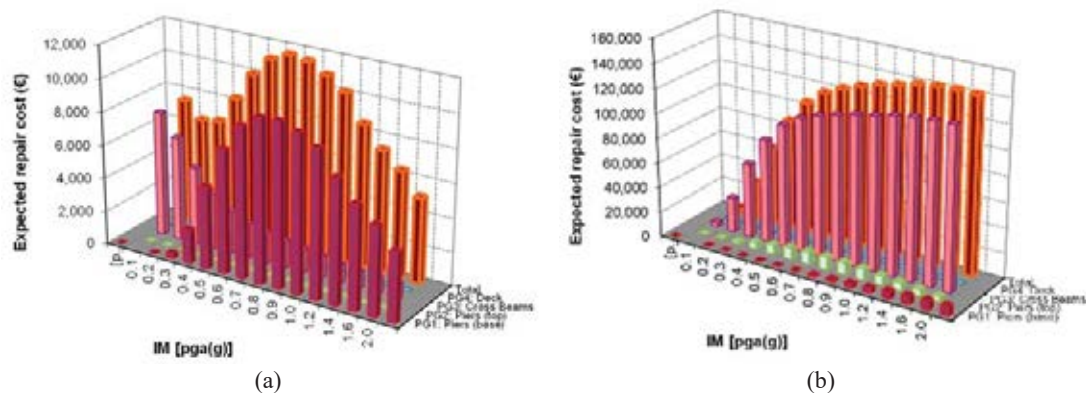 12,000
10,000
8,000
6,000
4,000
2,000
0
Expected repair cost (€)
[p
0.1
0.2
0.3
0.4
0.5
0.6
0.7
0.8
0.9
1.0
1.2
1.4
1.6
2.0
Total
PG4: Deck
PG3: Cross Beams
PG2: Piers (top)
PG1: Piers (base)
IM [pga(g)]
(a)
160,000
140,000
120,000
100,000
80,000
60,000
40,000
20,000
0
Expected repair cost (€)
[p
0.1
0.2
0.3
0.4
0.5
0.6
0.7
0.8
0.9
1.0
1.2
1.4
1.6
2.0
Total
PG4: Deck
PG3: Cross Beams
PG2: Piers (top)
PG1: Piers (base)
IM [pga(g)]
(b)